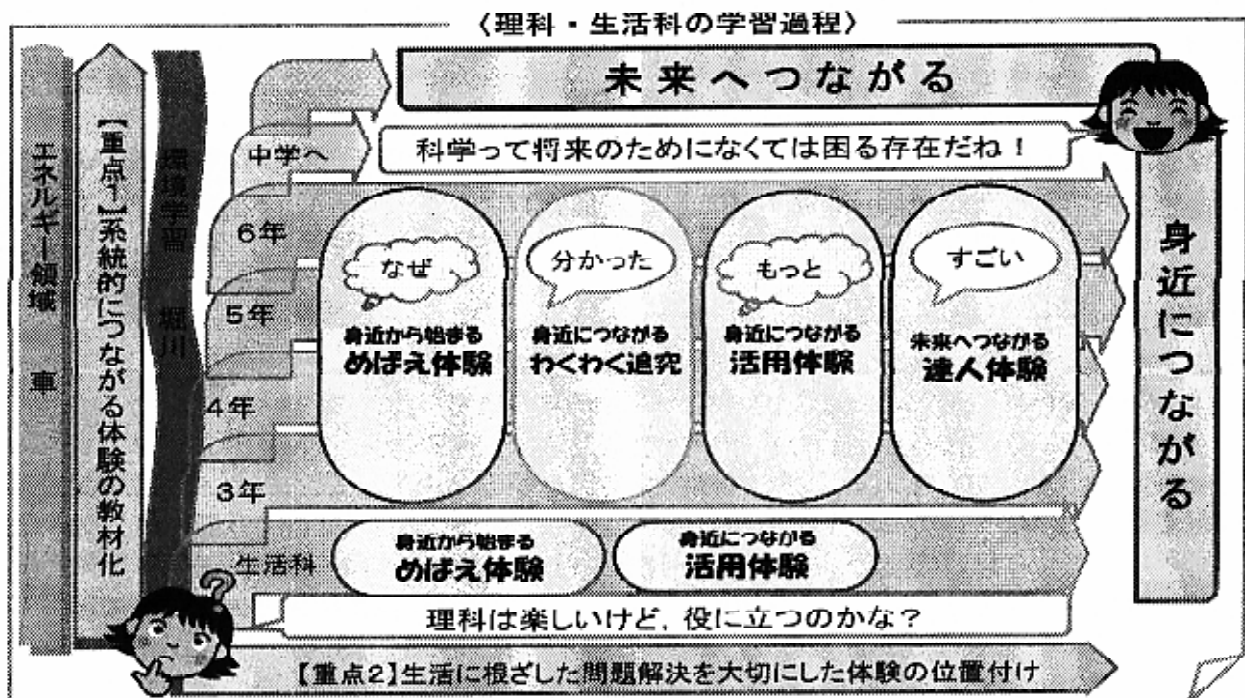 〈理科・生活科の学習過程〉
未来へつながる
科学って将来のためになくては困る存在だね！
身近につながる
エネルギー領域　車
【重点１】系統的につながる体験の教材化
環境学習　堀川
中学へ
６年
５年
４年
３年
生活科
なぜ
身近から始まる
めばえ体験
分かった
身近につながる
わくわく追究
もっと
身近につながる
活用体験
すごい
未来へつながる
達人体験
身近から始まる
めばえ体験
身近につながる
活用体験
？
理科は楽しいけど，役に立つのかな？
【重点２】生活に根ざした問題解決を大切にした体験の位置付け